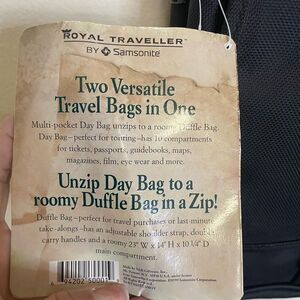 ROYAL TRAVELLER™
BY Samsonite
Two Versatile
Travel Bags in One
Multi-pocket Day Bag unzips to a roomy Duffle Bag.
Day Bag–perfect for touring–has 10 compartments
for tickets, passports, guidebooks, maps,
magazines, film, eye wear and more.
Unzip Day Bag to a
roomy Duffle Bag in a Zip!
Duffle Bag–perfect for travel purchases or last-minute
take-alongs–has an adjustable shoulder strap, double
carry handles and a roomy 23" W x 14" H x 10 1/4" D
main compartment.
94202 50001